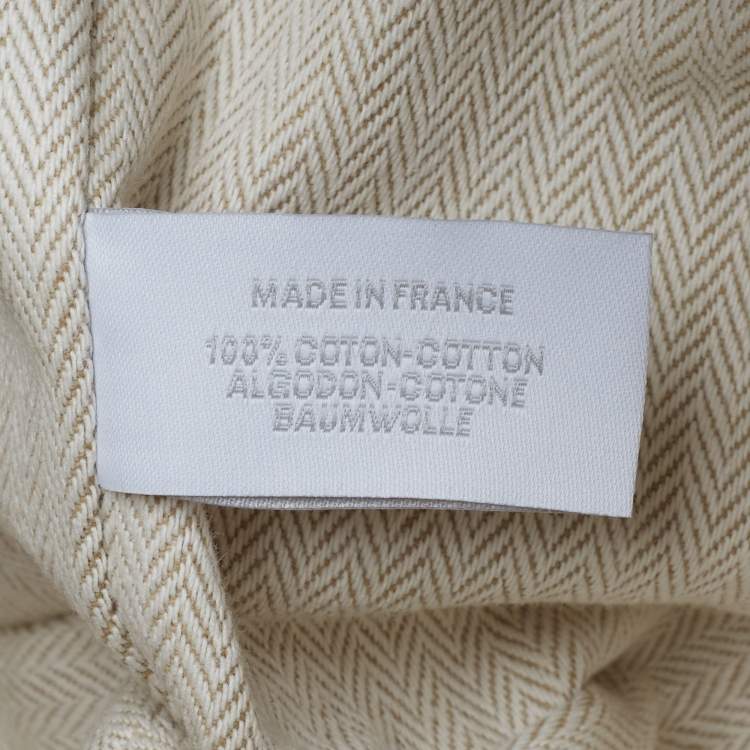 MADE IN FRANCE
100% COTON-COTTON
ALGODON-COTONE
BAUMWOLLE